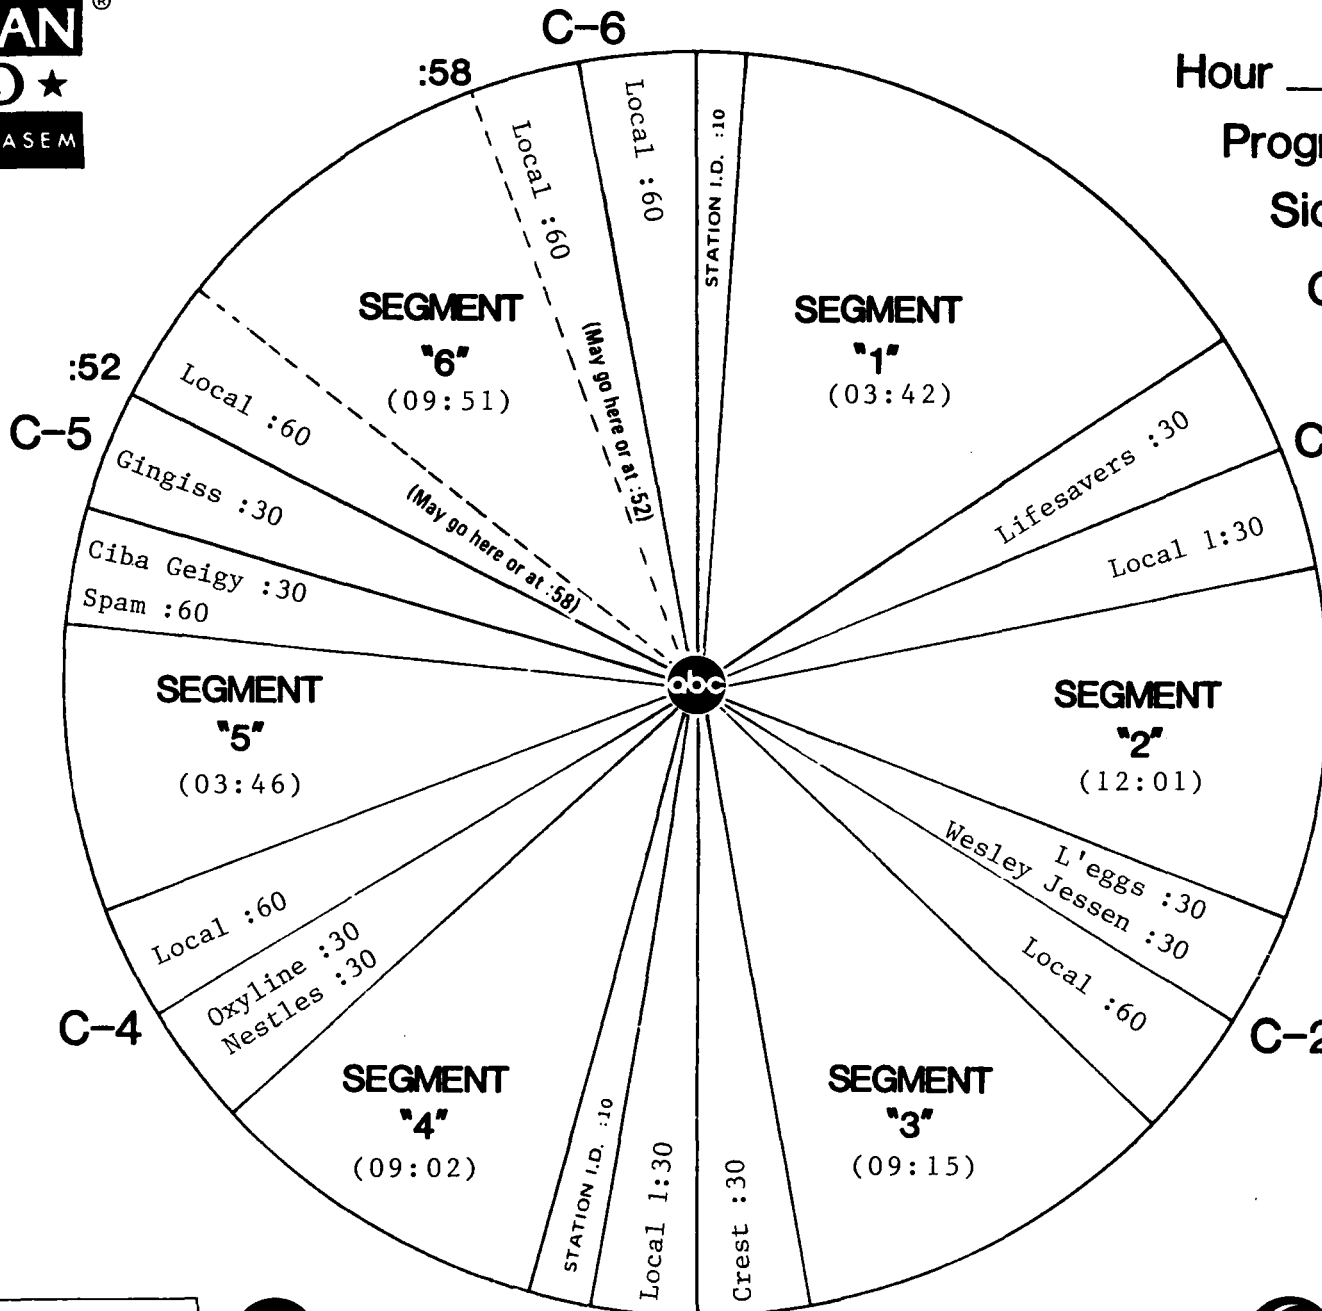 AN
®
★
ASEM
C-6
:58
Hour
Local :60
Local :60
(May go here or at :52)
STATION I.D. :10
SEGMENT
"1"
(03:42)
Lifesavers :30
Local 1:30
SEGMENT
"2"
(12:01)
L'eggs :30
Wesley Jessen :30
C-2
Local :60
SEGMENT
"3"
(09:15)
Crest :30
Local 1:30
STATION I.D. :10
SEGMENT
"4"
(09:02)
Oxyline :30
Nestles :30
C-4
Local :60
SEGMENT
"5"
(03:46)
Spam :60
Ciba Geigy :30
Gingiss :30
C-5
:52
Local :60
(May go here or at :58)
SEGMENT
"6"
(09:51)
abc